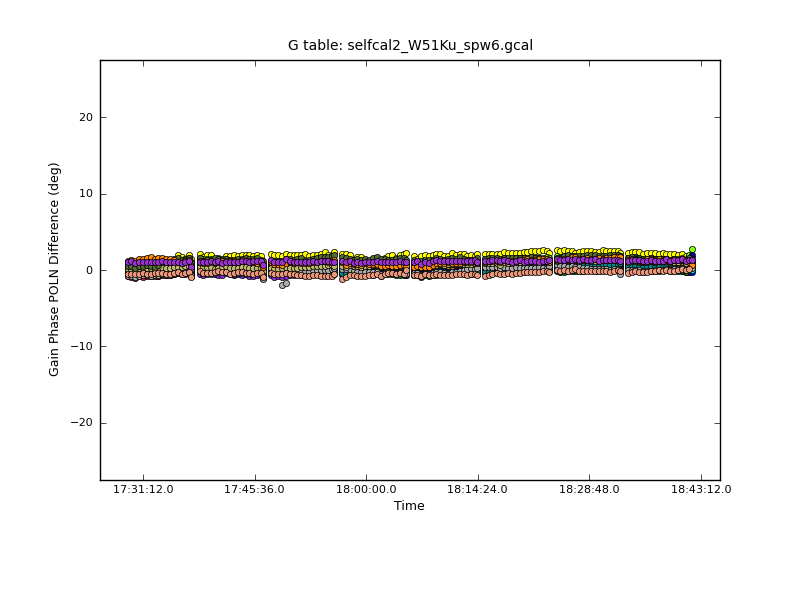 G table: selfcal2_W51Ku_spw6.gcal
Gain Phase POLN Difference (deg)
20
10
0
−10
−20
17:31:12.0 17:45:36.0 18:00:00.0 18:14:24.0 18:28:48.0 18:43:12.0
Time